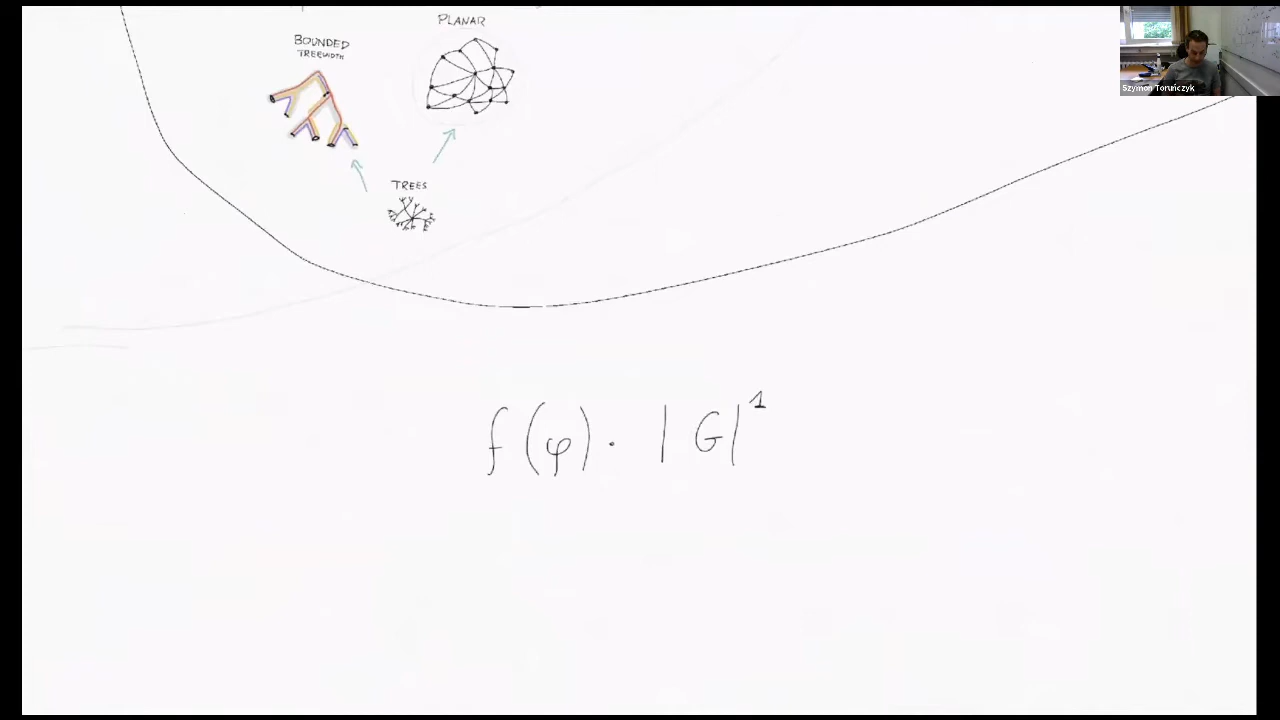 PLANAR
BOUNDED
TREEWIDTH
TREES
f(φ) · |G|¹
Szymon Toruńczyk